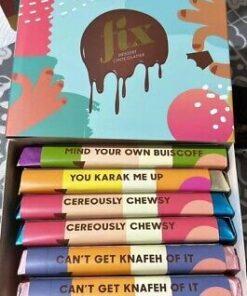 fix
DESSERT
CHOCOLATIER
MIND YOUR OWN BUISCOFF
YOU KARAK ME UP
CEREOUSLY CHEWSY
CEREOUSLY CHEWSY
CAN'T GET KNAFEH OF IT
CAN'T GET KNAFEH OF IT